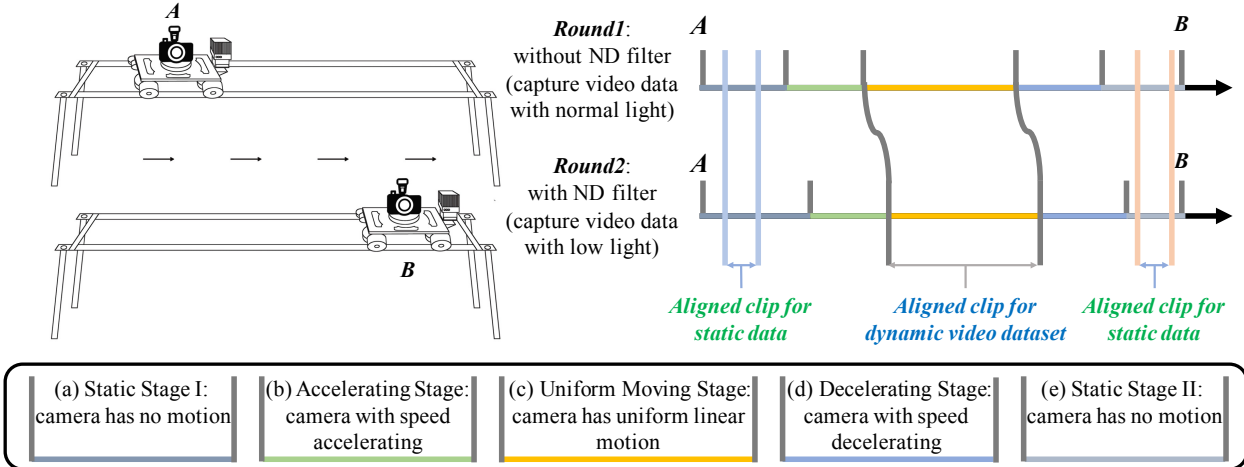 A
B
Round1:
without ND filter
(capture video data
with normal light)
Round2:
with ND filter
(capture video data
with low light)
A
B
A
B
Aligned clip for
static data
Aligned clip for
dynamic video dataset
Aligned clip for
static data
(a) Static Stage I:
camera has no motion
(b) Accelerating Stage:
camera with speed
accelerating
(c) Uniform Moving Stage:
camera has uniform linear
motion
(d) Decelerating Stage:
camera with speed
decelerating
(e) Static Stage II:
camera has no motion